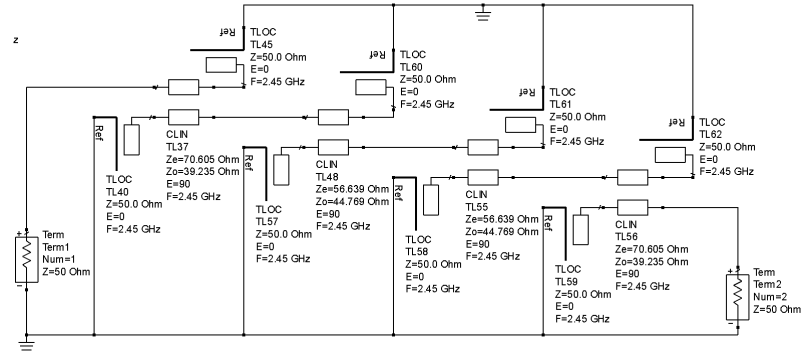 z
Ref
TLOC
TL45
Z=50.0 Ohm
E=0
F=2.45 GHz
Ref
TLOC
TL60
Z=50.0 Ohm
E=0
F=2.45 GHz
Ref
TLOC
TL61
Z=50.0 Ohm
E=0
F=2.45 GHz
Ref
TLOC
TL62
Z=50.0 Ohm
E=0
F=2.45 GHz
Ref
TLOC
TL40
Z=50.0 Ohm
E=0
F=2.45 GHz
CLIN
TL37
Ze=70.605 Ohm
Zo=39.235 Ohm
E=90
F=2.45 GHz
Ref
TLOC
TL57
Z=50.0 Ohm
E=0
F=2.45 GHz
CLIN
TL48
Ze=56.639 Ohm
Zo=44.769 Ohm
E=90
F=2.45 GHz
Ref
TLOC
TL58
Z=50.0 Ohm
E=0
F=2.45 GHz
CLIN
TL55
Ze=56.639 Ohm
Zo=44.769 Ohm
E=90
F=2.45 GHz
Ref
TLOC
TL59
Z=50.0 Ohm
E=0
F=2.45 GHz
CLIN
TL56
Ze=70.605 Ohm
Zo=39.235 Ohm
E=90
F=2.45 GHz
Term
Term1
Num=1
Z=50 Ohm
Term
Term2
Num=2
Z=50 Ohm